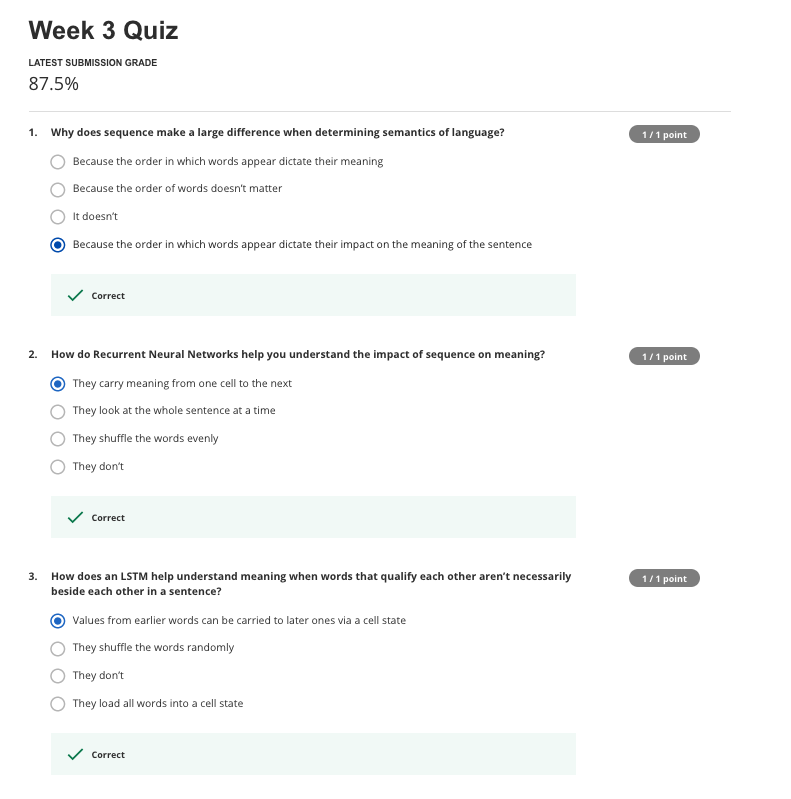 Week 3 Quiz
LATEST SUBMISSION GRADE
87.5%
1. Why does sequence make a large difference when determining semantics of language? 1 / 1 point
Because the order in which words appear dictate their meaning
Because the order of words doesn’t matter
It doesn’t
Because the order in which words appear dictate their impact on the meaning of the sentence
Correct
2. How do Recurrent Neural Networks help you understand the impact of sequence on meaning? 1 / 1 point
They carry meaning from one cell to the next
They look at the whole sentence at a time
They shuffle the words evenly
They don’t
Correct
3. How does an LSTM help understand meaning when words that qualify each other aren’t necessarily 1 / 1 point
beside each other in a sentence?
Values from earlier words can be carried to later ones via a cell state
They shuffle the words randomly
They don’t
They load all words into a cell state
Correct